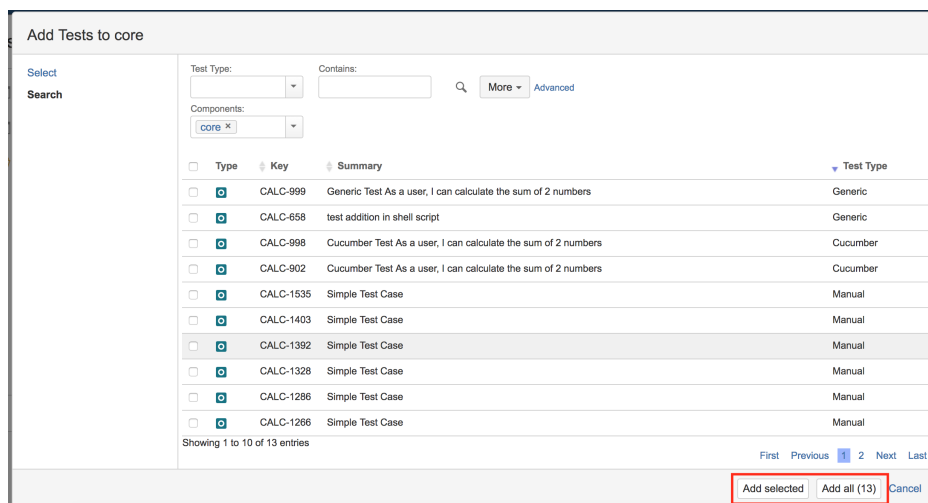 Add Tests to core
Select
Search
Test Type:
Contains:
More
Advanced
Components:
core ×
Type Key Summary Test Type
CALC-999 Generic Test As a user, I can calculate the sum of 2 numbers Generic
CALC-658 test addition in shell script Generic
CALC-998 Cucumber Test As a user, I can calculate the sum of 2 numbers Cucumber
CALC-902 Cucumber Test As a user, I can calculate the sum of 2 numbers Cucumber
CALC-1535 Simple Test Case Manual
CALC-1403 Simple Test Case Manual
CALC-1392 Simple Test Case Manual
CALC-1328 Simple Test Case Manual
CALC-1286 Simple Test Case Manual
CALC-1266 Simple Test Case Manual
Showing 1 to 10 of 13 entries
First Previous 1 2 Next Last
Add selected Add all (13) Cancel